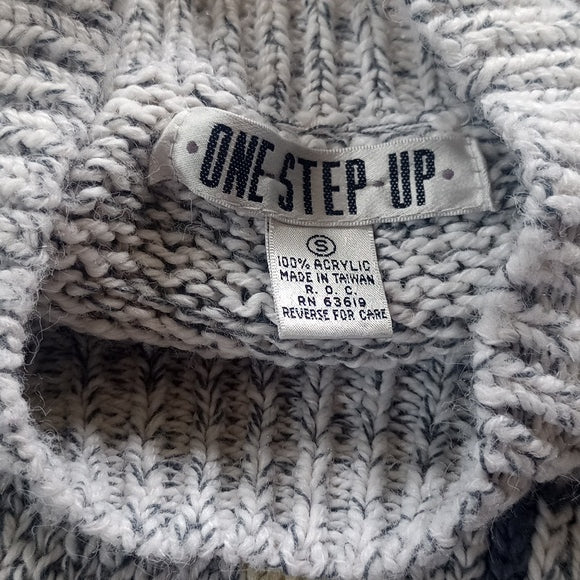 ONE STEP-UP
S
100% ACRYLIC
MADE IN TAIWAN
R. O. C.
RN 63619
REVERSE FOR CARE